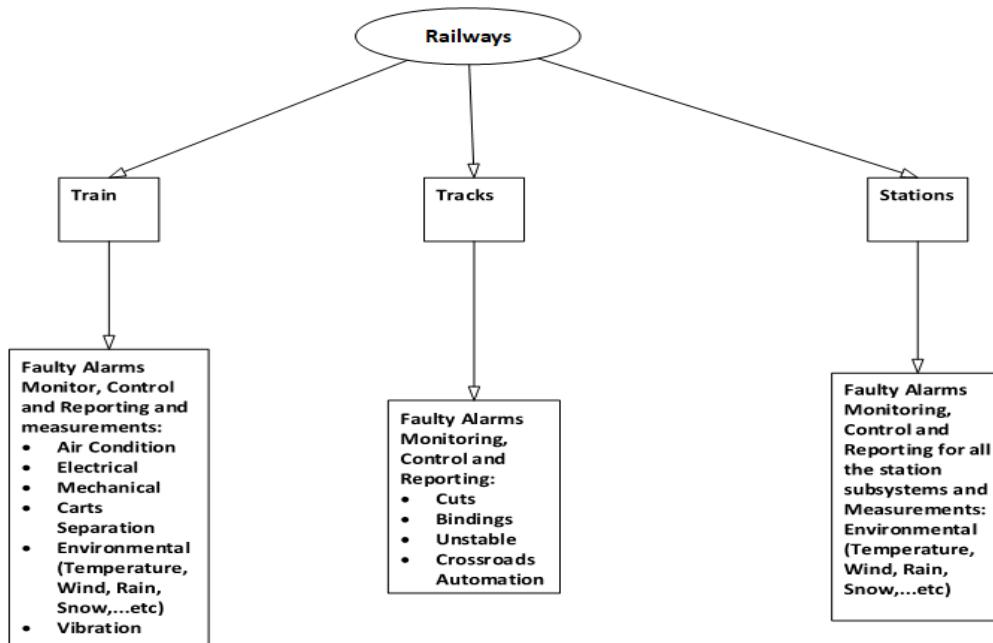 Railways
Train
Tracks
Stations
Faulty Alarms
Monitor, Control
and Reporting and
measurements:
• Air Condition
• Electrical
• Mechanical
• Carts
Separation
• Environmental
(Temperature,
Wind, Rain,
Snow,...etc)
• Vibration
Faulty Alarms
Monitoring,
Control and
Reporting:
• Cuts
• Bindings
• Unstable
• Crossroads
Automation
Faulty Alarms
Monitoring,
Control and
Reporting for all
the station
subsystems and
Measurements:
Environmental
(Temperature,
Wind, Rain,
Snow,...etc)